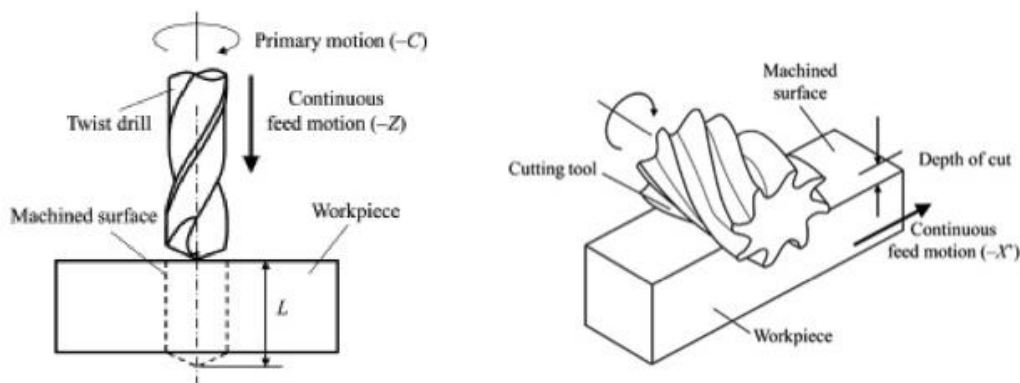 Primary motion (–C)
Continuous
feed motion (–Z)
Twist drill
Machined surface
Workpiece
L
Machined
surface
Depth of cut
Cutting tool
Continuous
feed motion (–X')
Workpiece